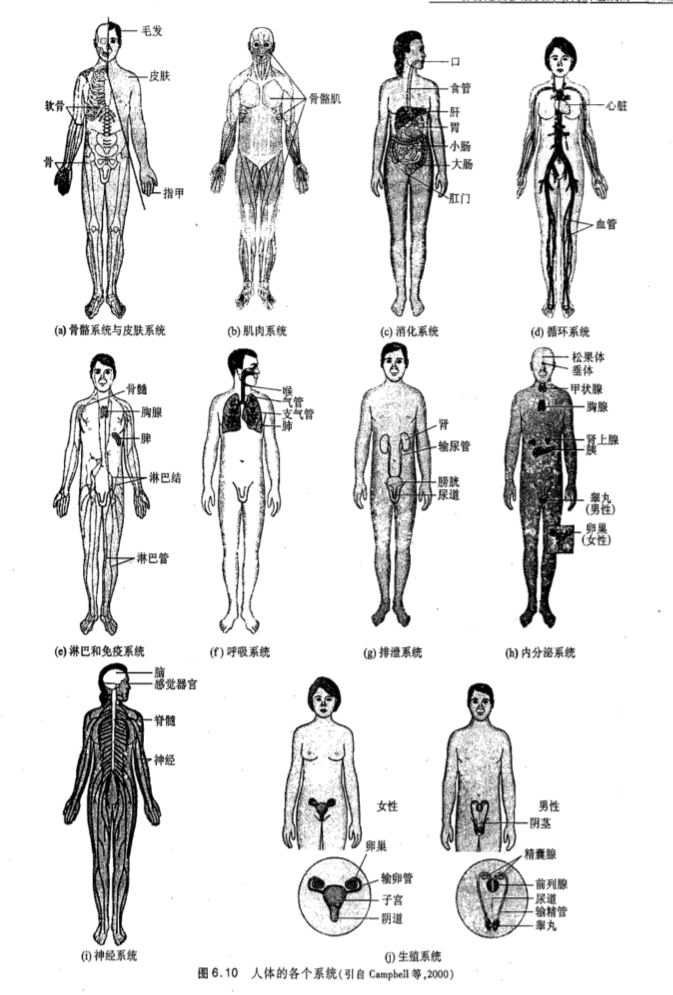 毛发
皮肤
软骨
骨
指甲
(a) 骨骼系统与皮肤系统
骨骼肌
(b) 肌肉系统
口
食管
肝
胃
小肠
大肠
肛门
(c) 消化系统
心脏
血管
(d) 循环系统
骨髓
胸腺
脾
淋巴结
淋巴管
(e) 淋巴和免疫系统
喉
气管
支气管
肺
(f) 呼吸系统
肾
输尿管
膀胱
尿道
(g) 排泄系统
松果体
垂体
甲状腺
胸腺
肾上腺
胰
睾丸
(男性)
卵巢
(女性)
(h) 内分泌系统
脑
感觉器官
脊髓
神经
(i) 神经系统
女性
卵巢
输卵管
子宫
阴道
男性
阴茎
精囊腺
前列腺
尿道
输精管
睾丸
(j) 生殖系统
图 6.10 人体的各个系统(引自 Campbell 等,2000)